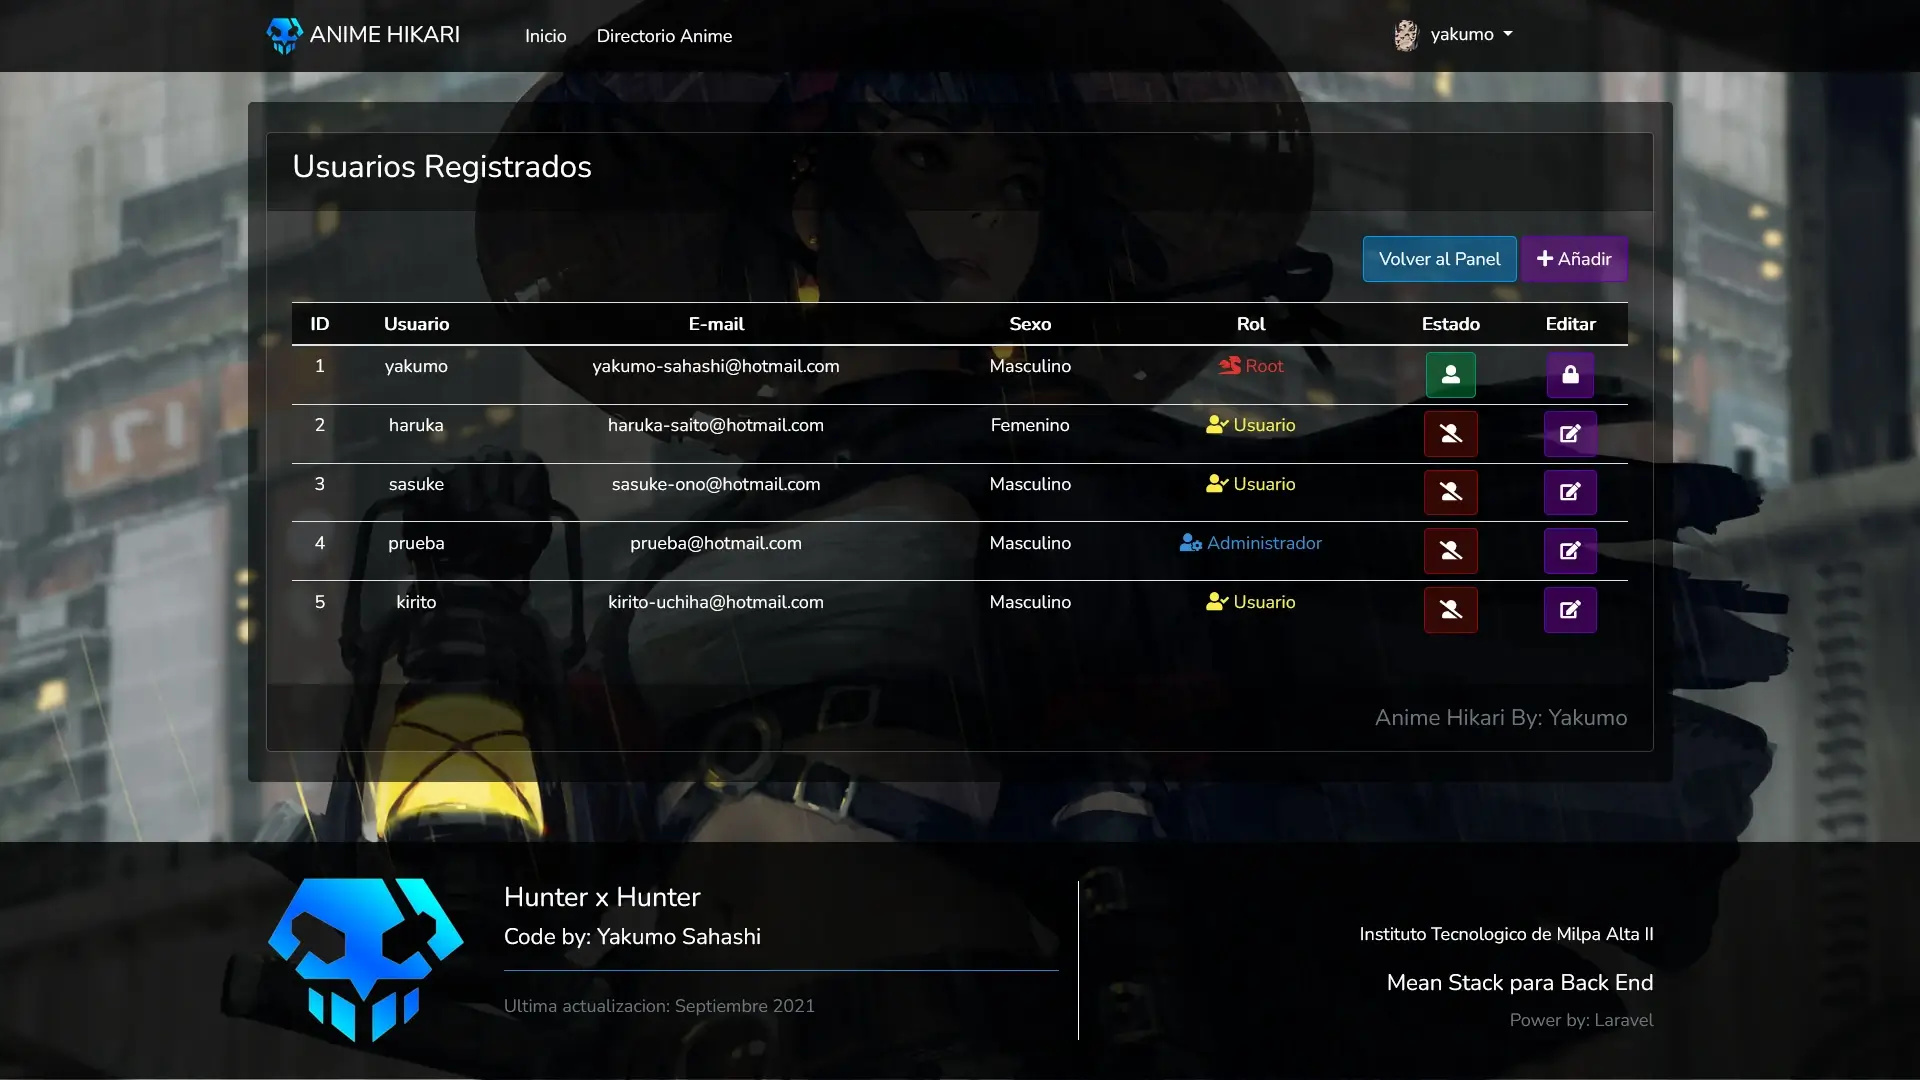 ANIME HIKARI Inicio Directorio Anime yakumo
Usuarios Registrados
Volver al Panel Añadir
ID Usuario E-mail Sexo Rol Estado Editar
1 yakumo yakumo-sahashi@hotmail.com Masculino Root
2 haruka haruka-saito@hotmail.com Femenino Usuario
3 sasuke sasuke-ono@hotmail.com Masculino Usuario
4 prueba prueba@hotmail.com Masculino Administrador
5 kirito kirito-uchiha@hotmail.com Masculino Usuario
Anime Hikari By: Yakumo
Hunter x Hunter
Code by: Yakumo Sahashi
Ultima actualizacion: Septiembre 2021
Instituto Tecnologico de Milpa Alta II
Mean Stack para Back End
Power by: Laravel